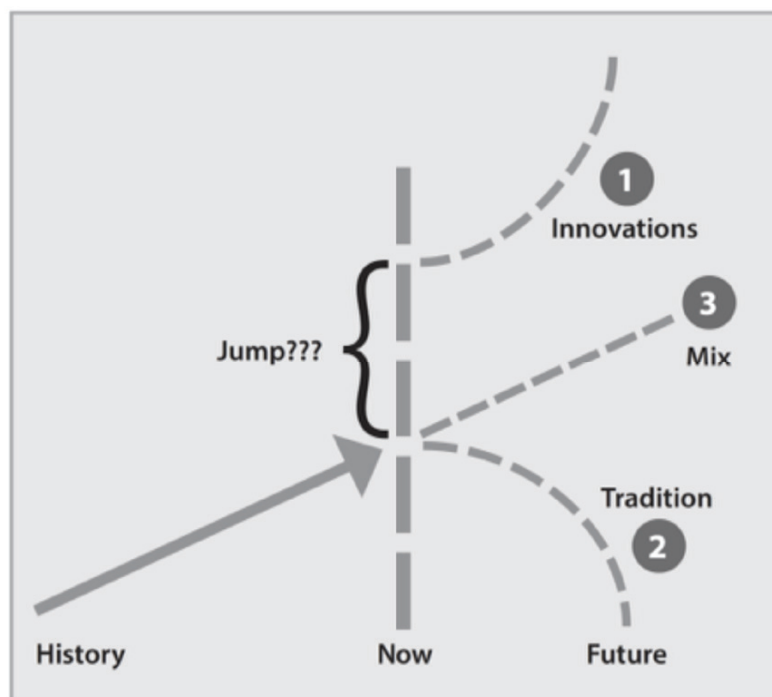 1
Innovations
3
Jump???
Mix
Tradition
2
History
Now
Future